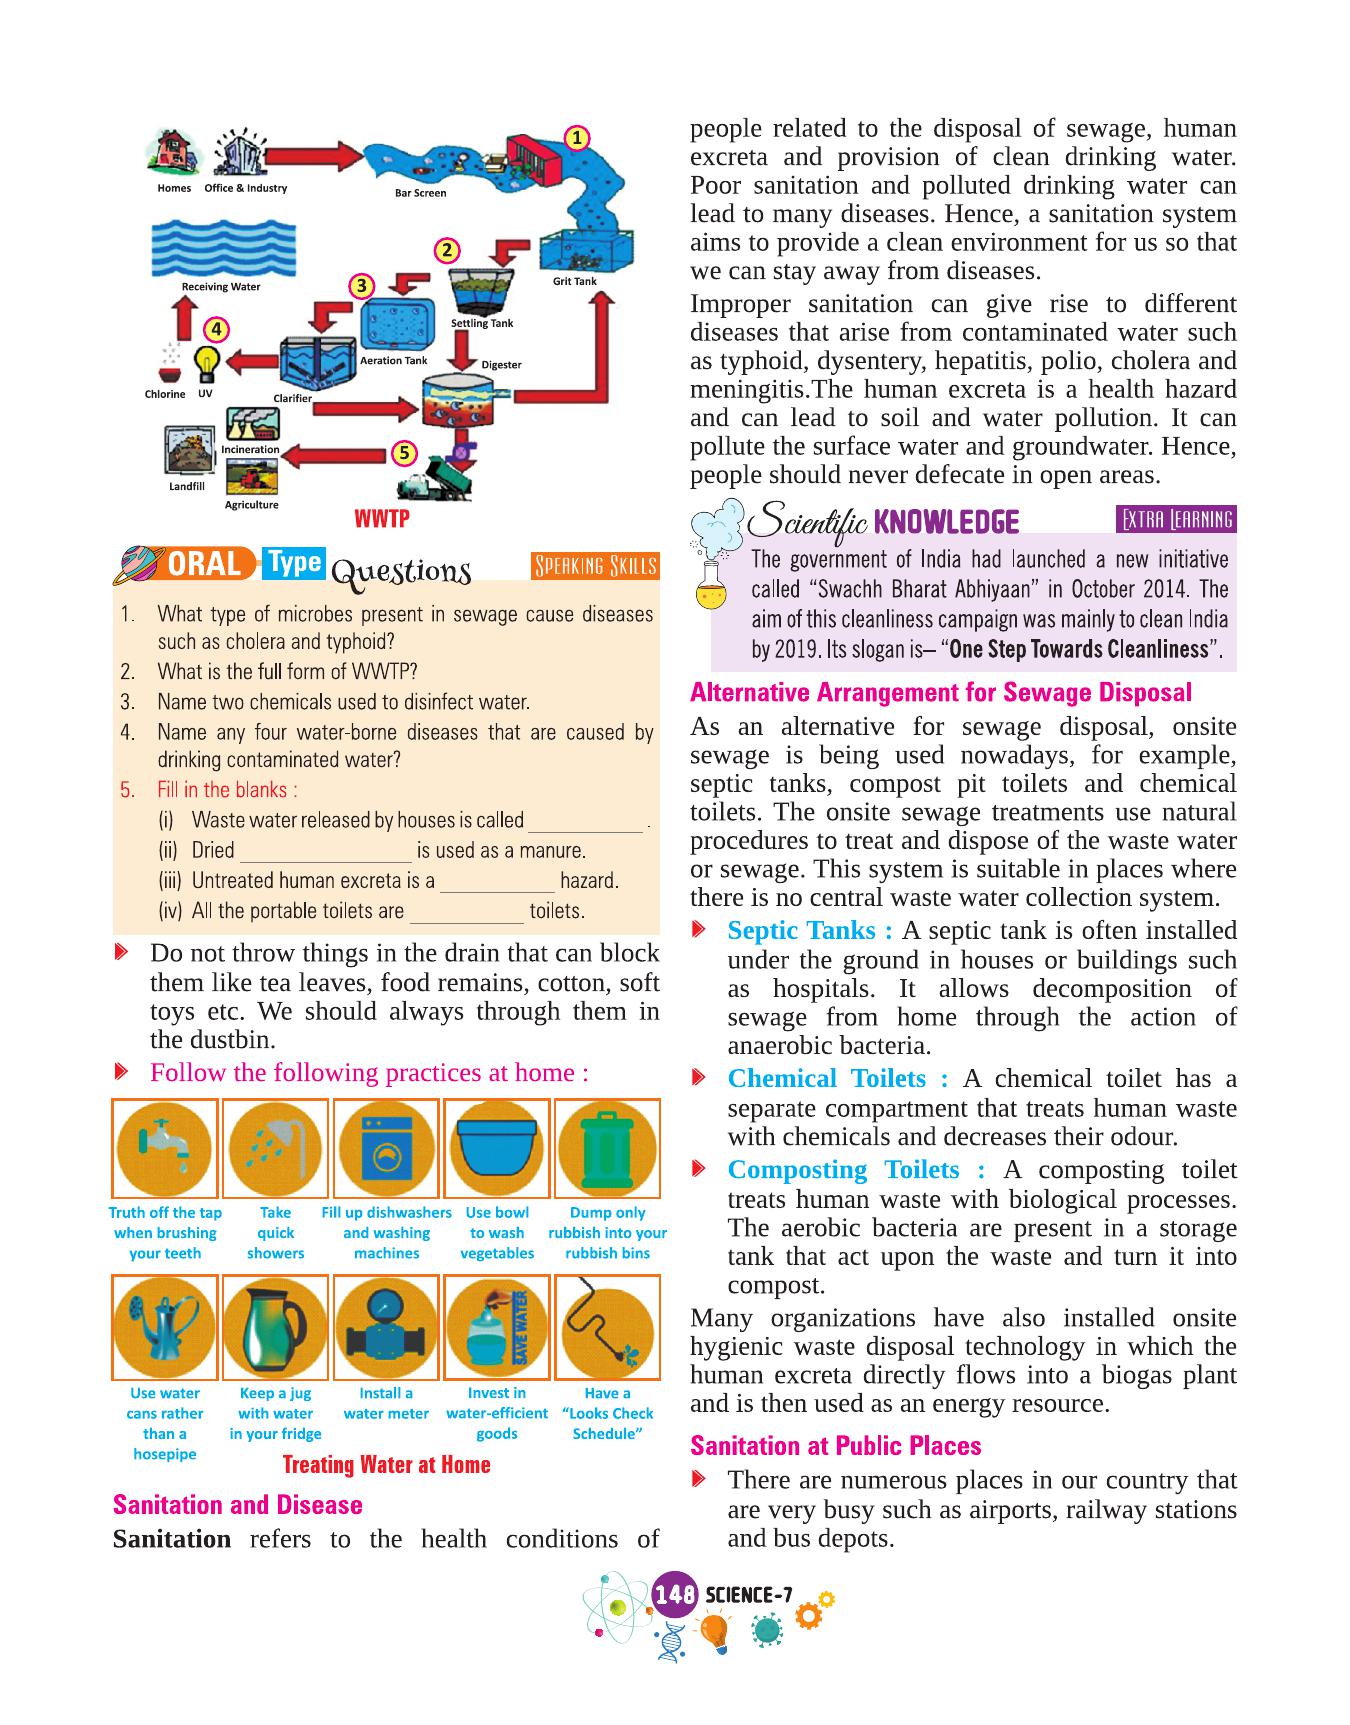 1
Homes
Office & Industry
Bar Screen
Receiving Water
2
Grit Tank
3
Settling Tank
4
Aeration Tank
Digester
Chlorine
UV
Clarifier
Incineration
5
Landfill
Agriculture
WWTP
ORAL Type Questions
SPEAKING SKILLS
1. What type of microbes present in sewage cause diseases
such as cholera and typhoid?
2. What is the full form of WWTP?
3. Name two chemicals used to disinfect water.
4. Name any four water-borne diseases that are caused by
drinking contaminated water?
5. Fill in the blanks :
(i) Waste water released by houses is called ____________ .
(ii) Dried __________________ is used as a manure.
(iii) Untreated human excreta is a ____________ hazard.
(iv) All the portable toilets are ____________ toilets.
Do not throw things in the drain that can block
them like tea leaves, food remains, cotton, soft
toys etc. We should always through them in
the dustbin.
Follow the following practices at home :
Truth off the tap
when brushing
your teeth
Take
quick
showers
Fill up dishwashers
and washing
machines
Use bowl
to wash
vegetables
Dump only
rubbish into your
rubbish bins
SAVE WATER
Use water
cans rather
than a
hosepipe
Keep a jug
with water
in your fridge
Install a
water meter
Invest in
water-efficient
goods
Have a
“Looks Check
Schedule”
Treating Water at Home
Sanitation and Disease
Sanitation refers to the health conditions of
people related to the disposal of sewage, human
excreta and provision of clean drinking water.
Poor sanitation and polluted drinking water can
lead to many diseases. Hence, a sanitation system
aims to provide a clean environment for us so that
we can stay away from diseases.
Improper sanitation can give rise to different
diseases that arise from contaminated water such
as typhoid, dysentery, hepatitis, polio, cholera and
meningitis.The human excreta is a health hazard
and can lead to soil and water pollution. It can
pollute the surface water and groundwater. Hence,
people should never defecate in open areas.
Scientific KNOWLEDGE
EXTRA LEARNING
The government of India had launched a new initiative
called “Swachh Bharat Abhiyaan” in October 2014. The
aim of this cleanliness campaign was mainly to clean India
by 2019. Its slogan is– “One Step Towards Cleanliness”.
Alternative Arrangement for Sewage Disposal
As an alternative for sewage disposal, onsite
sewage is being used nowadays, for example,
septic tanks, compost pit toilets and chemical
toilets. The onsite sewage treatments use natural
procedures to treat and dispose of the waste water
or sewage. This system is suitable in places where
there is no central waste water collection system.
Septic Tanks : A septic tank is often installed
under the ground in houses or buildings such
as hospitals. It allows decomposition of
sewage from home through the action of
anaerobic bacteria.
Chemical Toilets : A chemical toilet has a
separate compartment that treats human waste
with chemicals and decreases their odour.
Composting Toilets : A composting toilet
treats human waste with biological processes.
The aerobic bacteria are present in a storage
tank that act upon the waste and turn it into
compost.
Many organizations have also installed onsite
hygienic waste disposal technology in which the
human excreta directly flows into a biogas plant
and is then used as an energy resource.
Sanitation at Public Places
There are numerous places in our country that
are very busy such as airports, railway stations
and bus depots.
148 SCIENCE-7